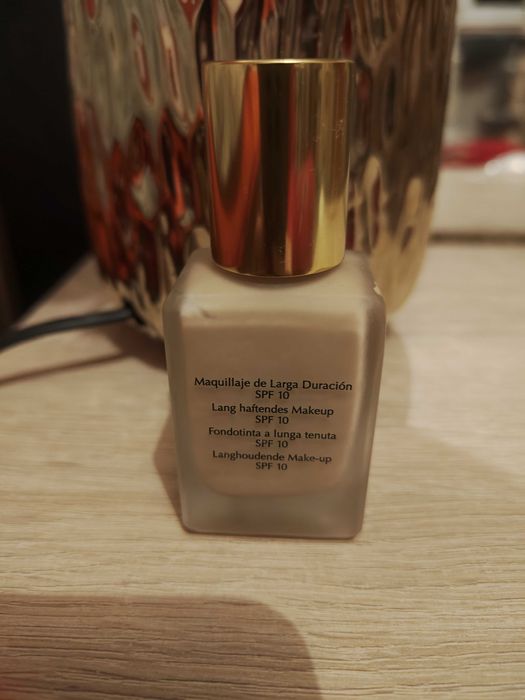 Maquillaje de Larga Duración
SPF 10
Lang haftendes Makeup
SPF 10
Fondotinta a lunga tenuta
SPF 10
Langhoudende Make-up
SPF 10